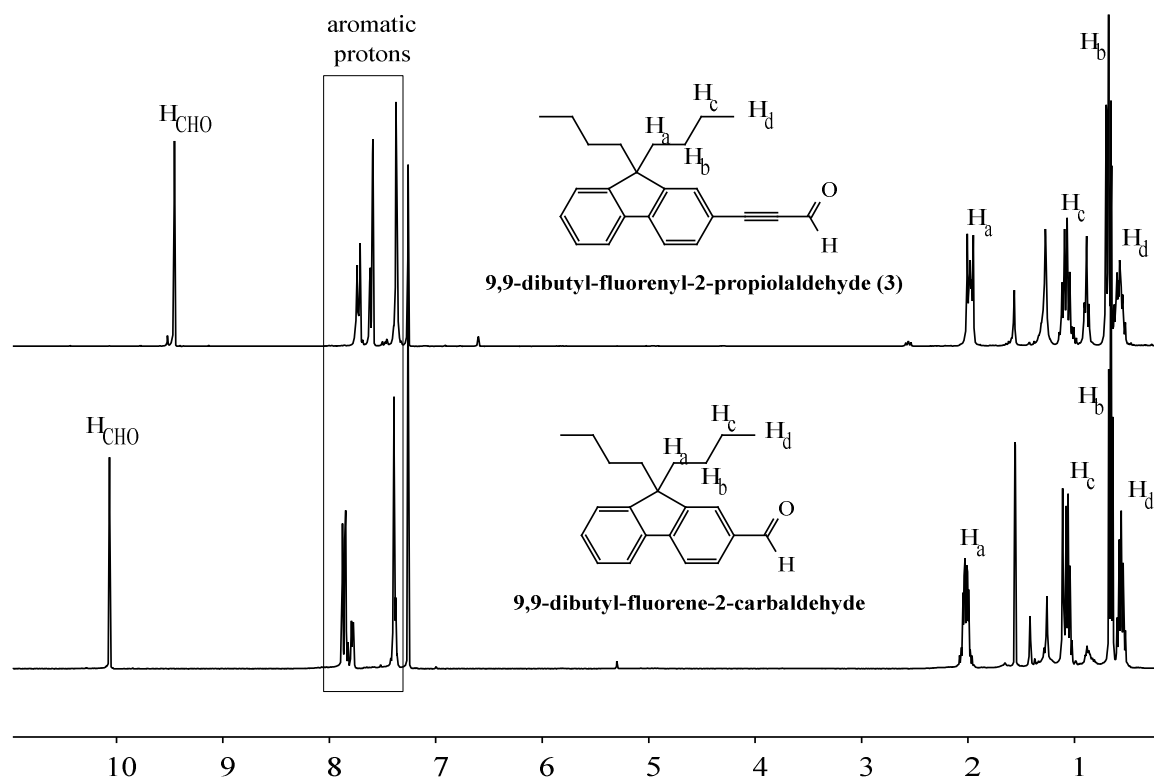 aromatic
protons
H_b
H_CHO
H_c
H_d
H_a
H_b
O
H
H_a
H_c
H_d
9,9-dibutyl-fluorenyl-2-propiolaldehyde (3)
H_b
H_CHO
H_c
H_d
H_a
H_b
O
H
H_a
H_c
H_d
9,9-dibutyl-fluorene-2-carbaldehyde
10 9 8 7 6 5 4 3 2 1